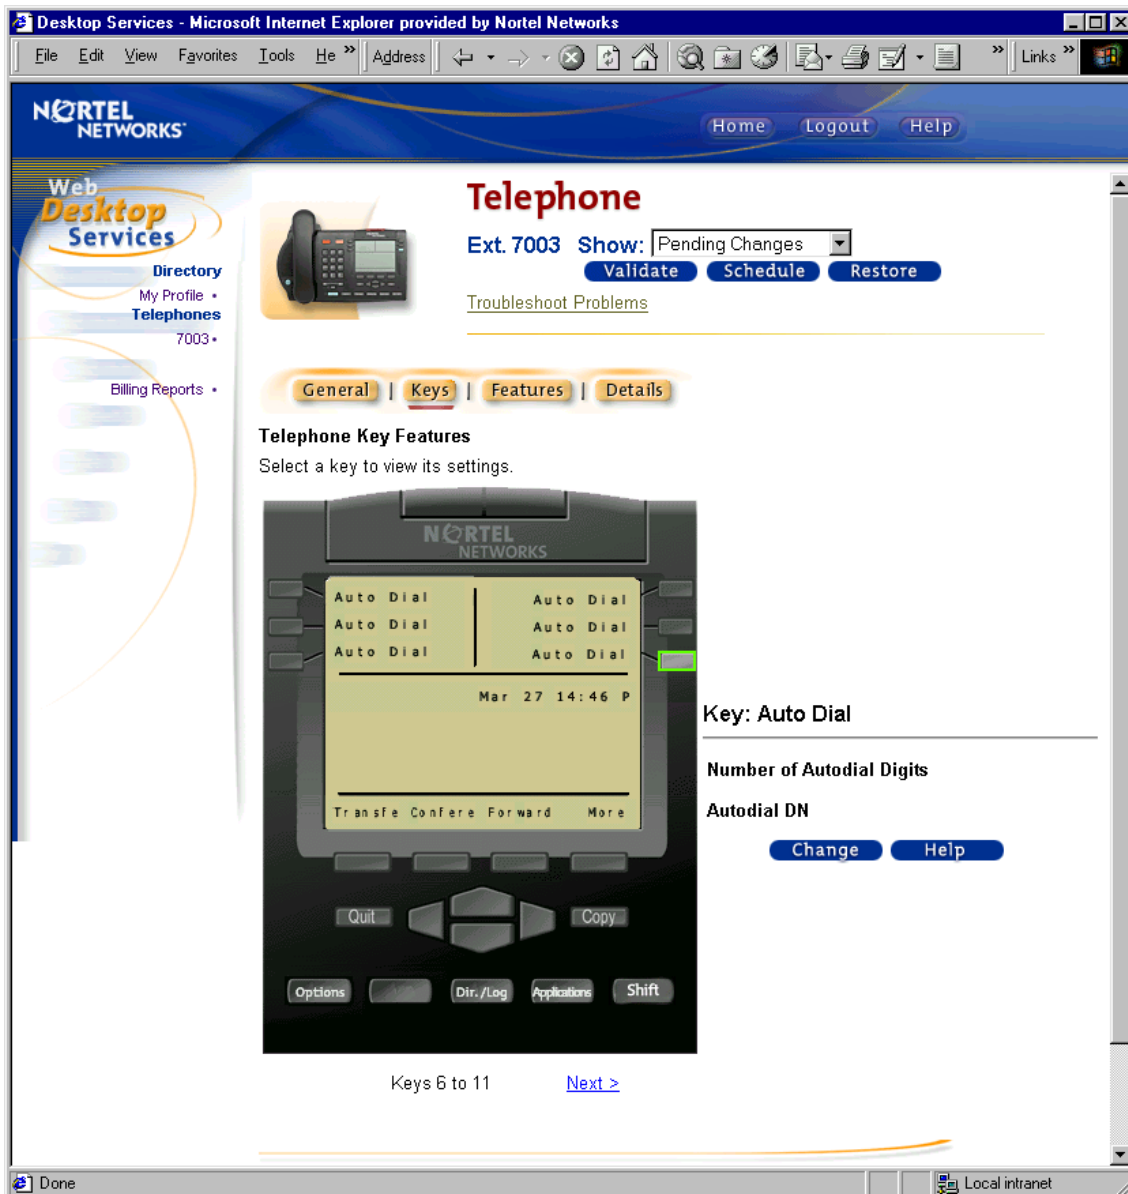 Desktop Services - Microsoft Internet Explorer provided by Nortel Networks
File Edit View Favorites Tools He » Address » Links »
NORTEL
NETWORKS
Home Logout Help
Web
Desktop
Services
Directory
My Profile •
Telephones
7003 •
Billing Reports •
Telephone
Ext. 7003 Show: Pending Changes
Validate Schedule Restore
Troubleshoot Problems
General | Keys | Features | Details
Telephone Key Features
Select a key to view its settings.
NORTEL
NETWORKS
Auto Dial Auto Dial
Auto Dial Auto Dial
Auto Dial Auto Dial
Mar 27 14:46 P
Transfe Confere Forward More
Quit Copy
Options Dir./Log Applications Shift
Key: Auto Dial
Number of Autodial Digits
Autodial DN
Change Help
Keys 6 to 11 Next >
Done Local intranet